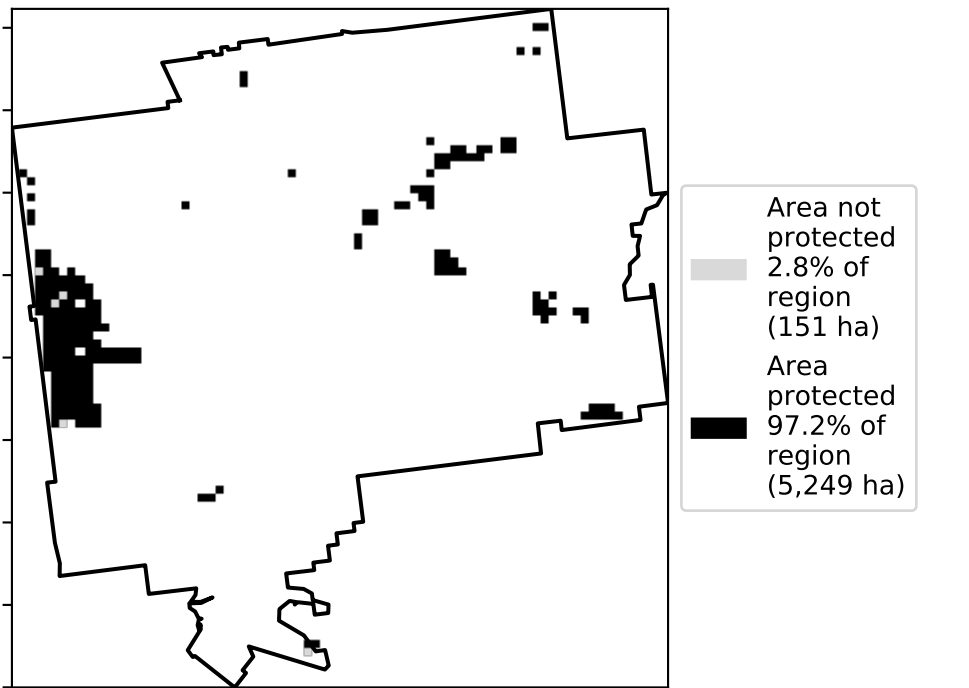 Area not
protected
2.8% of
region
(151 ha)
Area
protected
97.2% of
region
(5,249 ha)